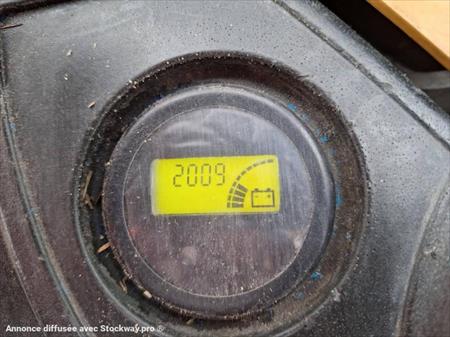 2009
Annonce diffusée avec Stockway.pro ®